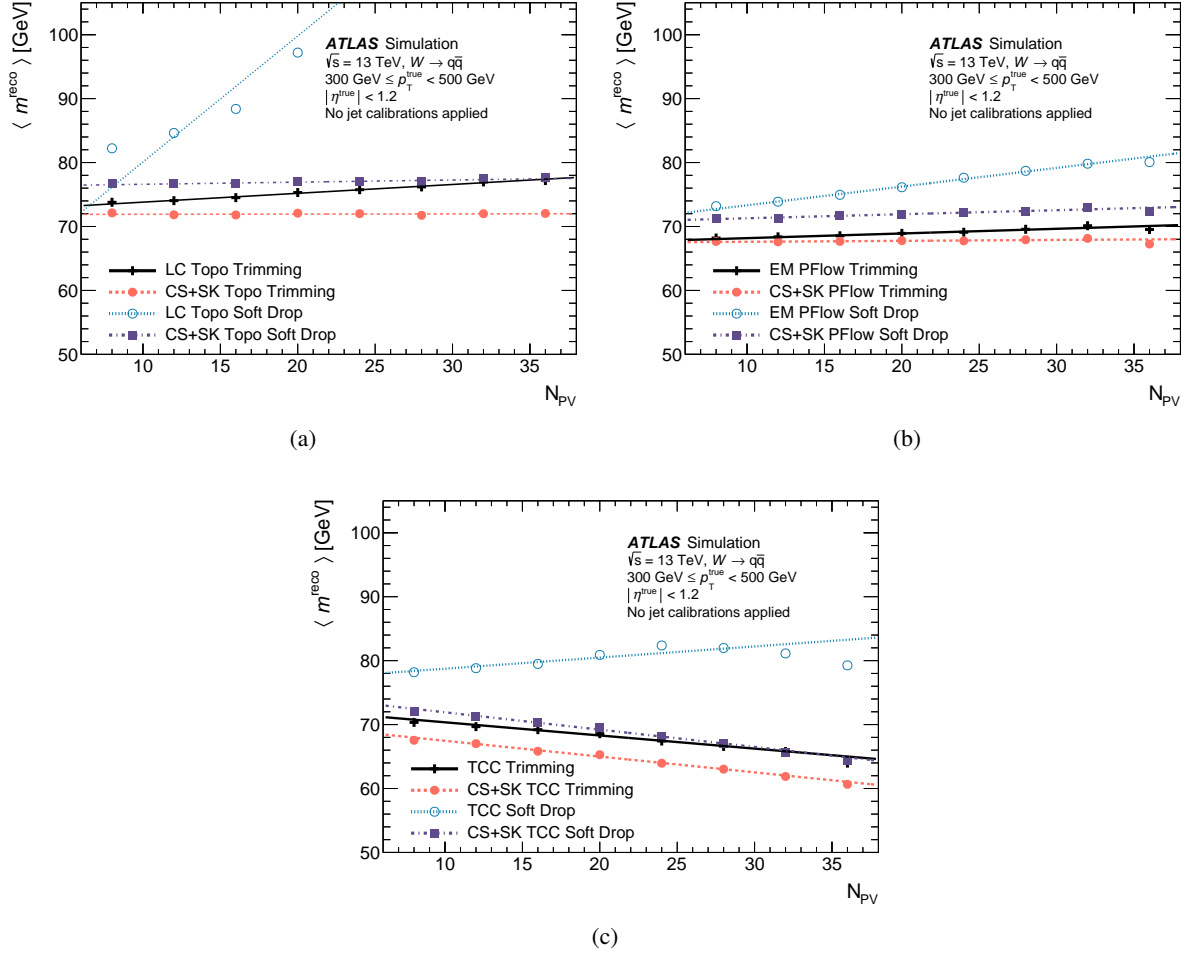 ⟨ m^reco ⟩ [GeV]
100
90
80
70
60
50
ATLAS Simulation
√s = 13 TeV, W → qq̄
300 GeV ≤ p_T^true < 500 GeV
| η^true | < 1.2
No jet calibrations applied
LC Topo Trimming
CS+SK Topo Trimming
LC Topo Soft Drop
CS+SK Topo Soft Drop
10 15 20 25 30 35
N_PV
(a)
⟨ m^reco ⟩ [GeV]
100
90
80
70
60
50
ATLAS Simulation
√s = 13 TeV, W → qq̄
300 GeV ≤ p_T^true < 500 GeV
| η^true | < 1.2
No jet calibrations applied
EM PFlow Trimming
CS+SK PFlow Trimming
EM PFlow Soft Drop
CS+SK PFlow Soft Drop
10 15 20 25 30 35
N_PV
(b)
⟨ m^reco ⟩ [GeV]
100
90
80
70
60
50
ATLAS Simulation
√s = 13 TeV, W → qq̄
300 GeV ≤ p_T^true < 500 GeV
| η^true | < 1.2
No jet calibrations applied
TCC Trimming
CS+SK TCC Trimming
TCC Soft Drop
CS+SK TCC Soft Drop
10 15 20 25 30 35
N_PV
(c)